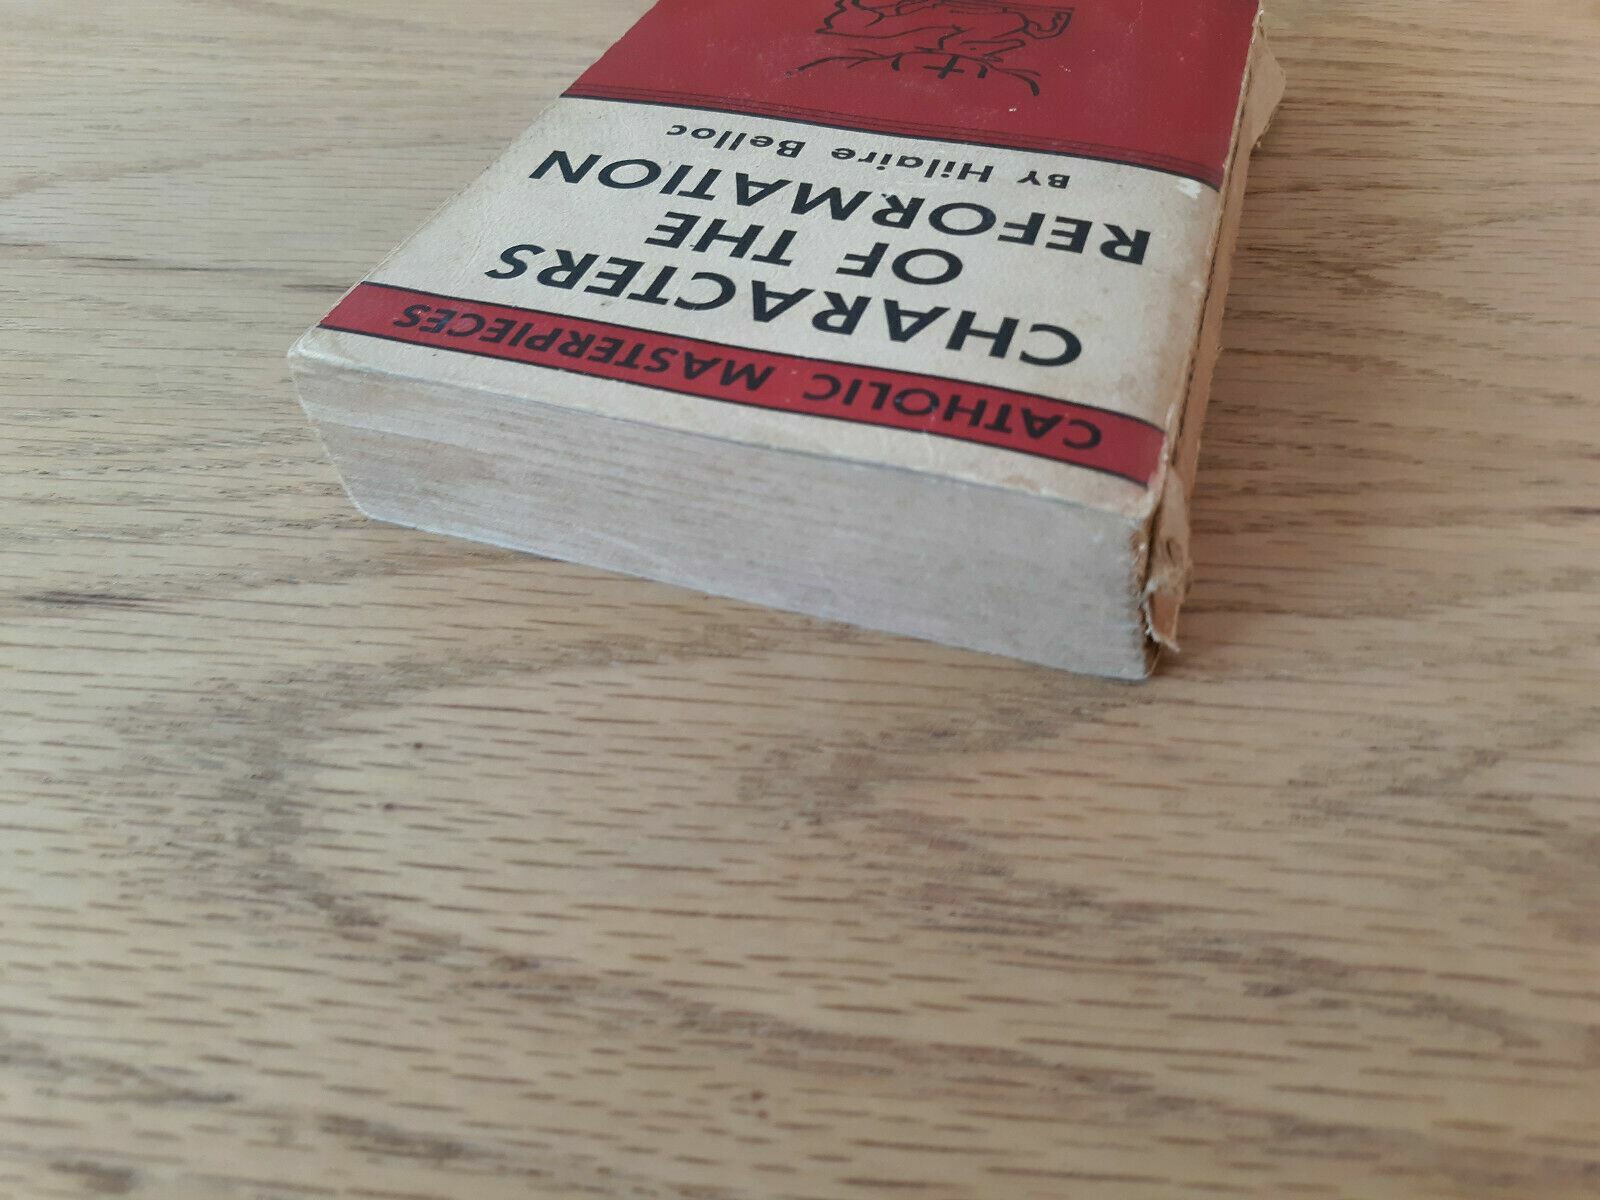 CATHOLIC MASTERPIECES
CHARACTERS
OF THE
REFORMATION
BY Hilaire Belloc